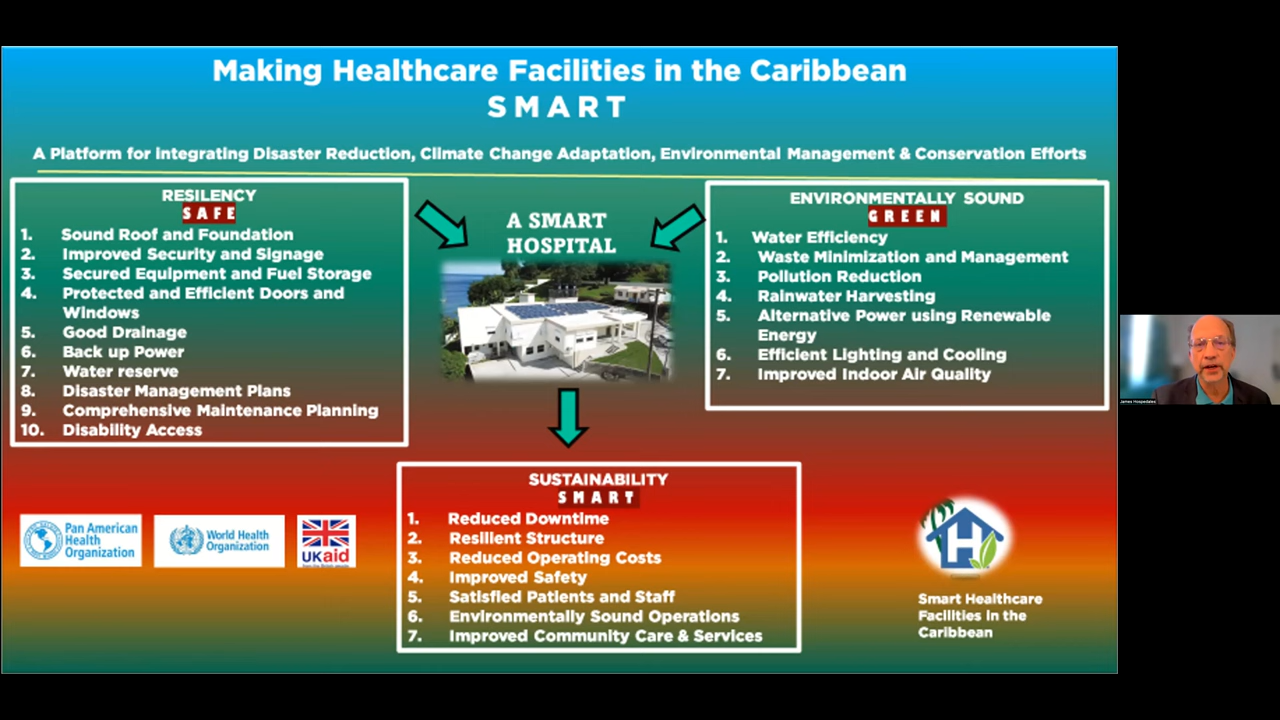 Making Healthcare Facilities in the Caribbean
SMART
A Platform for Integrating Disaster Reduction, Climate Change Adaptation, Environmental Management & Conservation Efforts
RESILENCY
SAFE
1. Sound Roof and Foundation
2. Improved Security and Signage
3. Secured Equipment and Fuel Storage
4. Protected and Efficient Doors and
Windows
5. Good Drainage
6. Back up Power
7. Water reserve
8. Disaster Management Plans
9. Comprehensive Maintenance Planning
10. Disability Access
A SMART
HOSPITAL
ENVIRONMENTALLY SOUND
GREEN
1. Water Efficiency
2. Waste Minimization and Management
3. Pollution Reduction
4. Rainwater Harvesting
5. Alternative Power using Renewable
Energy
6. Efficient Lighting and Cooling
7. Improved Indoor Air Quality
SUSTAINABILITY
SMART
1. Reduced Downtime
2. Resilient Structure
3. Reduced Operating Costs
4. Improved Safety
5. Satisfied Patients and Staff
6. Environmentally Sound Operations
7. Improved Community Care & Services
Pan American
Health
Organization
World Health
Organization
UKaid
from the British people
H
Smart Healthcare
Facilities in the
Caribbean
James Hospedales